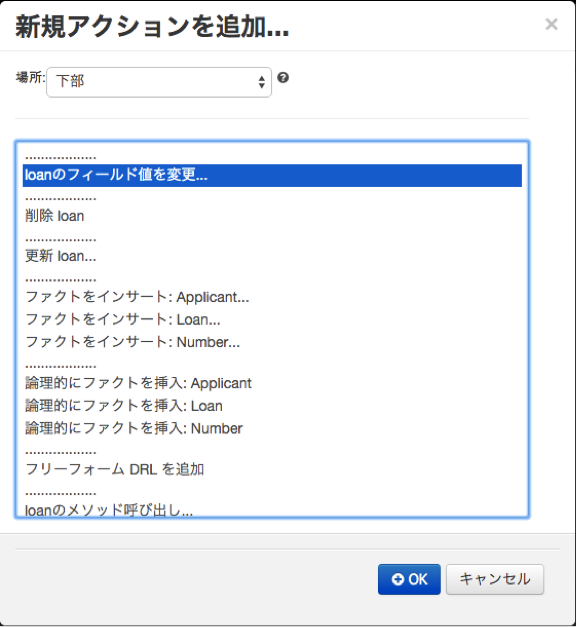 新規アクションを追加...
×
場所: 下部
..................
loanのフィールド値を変更...
..................
削除 loan
..................
更新 loan...
..................
ファクトをインサート: Applicant...
ファクトをインサート: Loan...
ファクトをインサート: Number...
..................
論理的にファクトを挿入: Applicant
論理的にファクトを挿入: Loan
論理的にファクトを挿入: Number
..................
フリーフォーム DRL を追加
..................
loanのメソッド呼び出し...
OK キャンセル